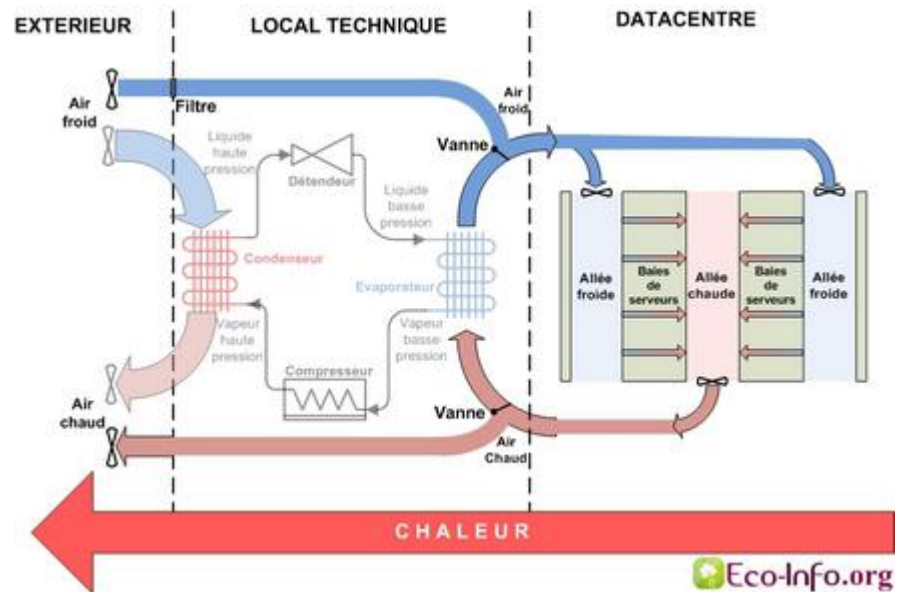 EXTERIEUR
LOCAL TECHNIQUE
DATACENTRE
Air
froid
Filtre
Air
froid
Liquide
haute
pression
Vanne
Détendeur
Liquide
basse
pression
Condenseur
Evaporateur
Allée
froide
Baies
de
serveurs
Allée
chaude
Baies
de
serveurs
Allée
froide
Vapeur
haute
pression
Vapeur
basse-
pression
Compresseur
Air
chaud
Vanne
Air
Chaud
CHALEUR
Eco-Info.org